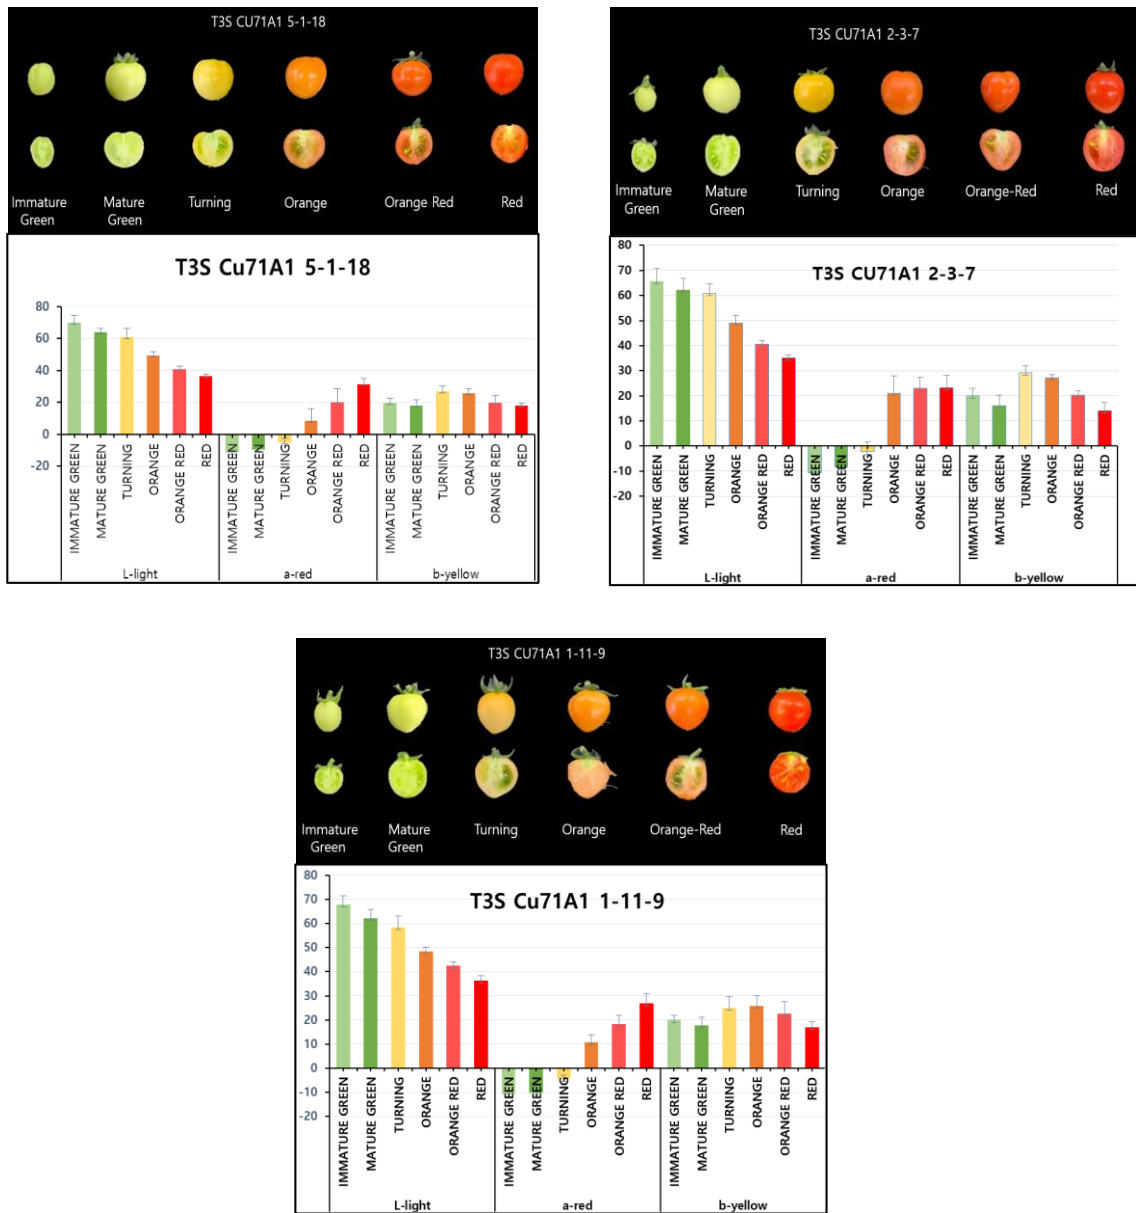 T3S CU71A1 5-1-18
Immature Green
Mature Green
Turning
Orange
Orange Red
Red
T3S Cu71A1 5-1-18
80
60
40
20
0
-20
IMMATURE GREEN
MATURE GREEN
TURNING
ORANGE
ORANGE RED
RED
IMMATURE GREEN
MATURE GREEN
TURNING
ORANGE
ORANGE RED
RED
IMMATURE GREEN
MATURE GREEN
TURNING
ORANGE
ORANGE RED
RED
L-light
a-red
b-yellow
T3S CU71A1 2-3-7
Immature Green
Mature Green
Turning
Orange
Orange-Red
Red
T3S CU71A1 2-3-7
80
70
60
50
40
30
20
10
0
-10
-20
IMMATURE GREEN
MATURE GREEN
TURNING
ORANGE
ORANGE RED
RED
IMMATURE GREEN
MATURE GREEN
TURNING
ORANGE
ORANGE RED
RED
IMMATURE GREEN
MATURE GREEN
TURNING
ORANGE
ORANGE RED
RED
L-light
a-red
b-yellow
T3S CU71A1 1-11-9
Immature Green
Mature Green
Turning
Orange
Orange-Red
Red
T3S Cu71A1 1-11-9
80
70
60
50
40
30
20
10
0
-10
-20
IMMATURE GREEN
MATURE GREEN
TURNING
ORANGE
ORANGE RED
RED
IMMATURE GREEN
MATURE GREEN
TURNING
ORANGE
ORANGE RED
RED
IMMATURE GREEN
MATURE GREEN
TURNING
ORANGE
ORANGE RED
RED
L-light
a-red
b-yellow